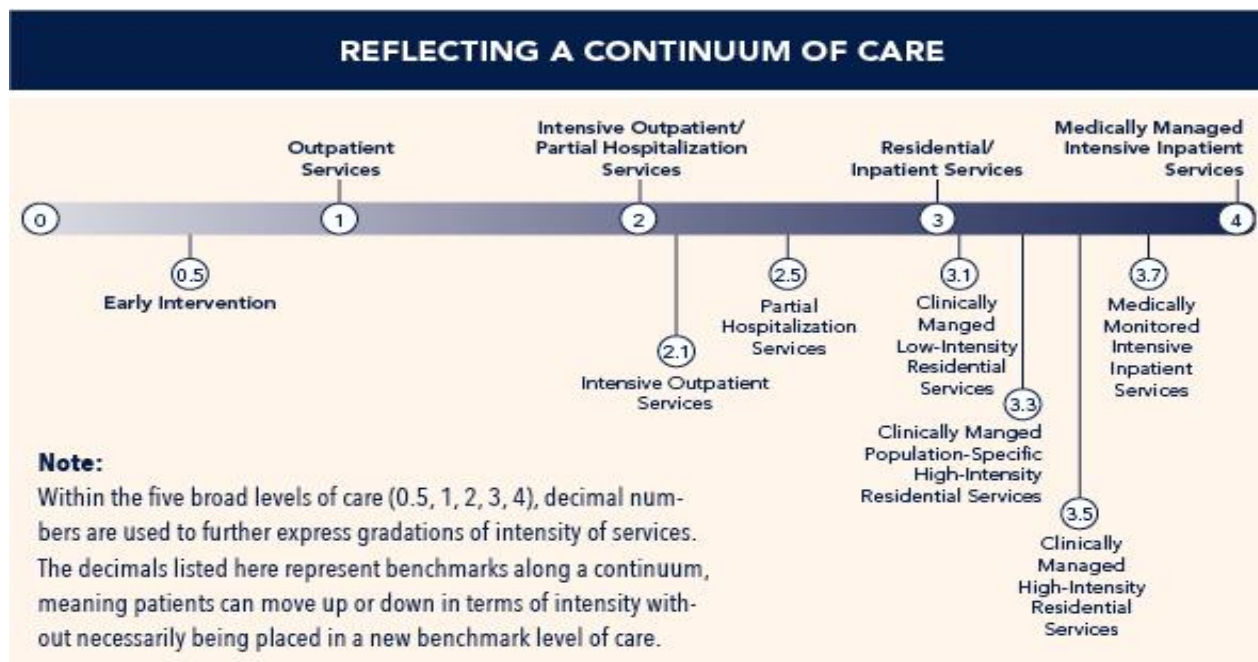 REFLECTING A CONTINUUM OF CARE
Outpatient
Services
Intensive Outpatient/
Partial Hospitalization
Services
Residential/
Inpatient Services
Medically Managed
Intensive Inpatient
Services
0
1
2
3
4
0.5
Early Intervention
2.1
Intensive Outpatient
Services
2.5
Partial
Hospitalization
Services
3.1
Clinically
Manged
Low-Intensity
Residential
Services
3.3
Clinically Manged
Population-Specific
High-Intensity
Residential Services
3.5
Clinically
Managed
High-Intensity
Residential
Services
3.7
Medically
Monitored
Intensive
Inpatient
Services
Note:
Within the five broad levels of care (0.5, 1, 2, 3, 4), decimal num-
bers are used to further express gradations of intensity of services.
The decimals listed here represent benchmarks along a continuum,
meaning patients can move up or down in terms of intensity with-
out necessarily being placed in a new benchmark level of care.